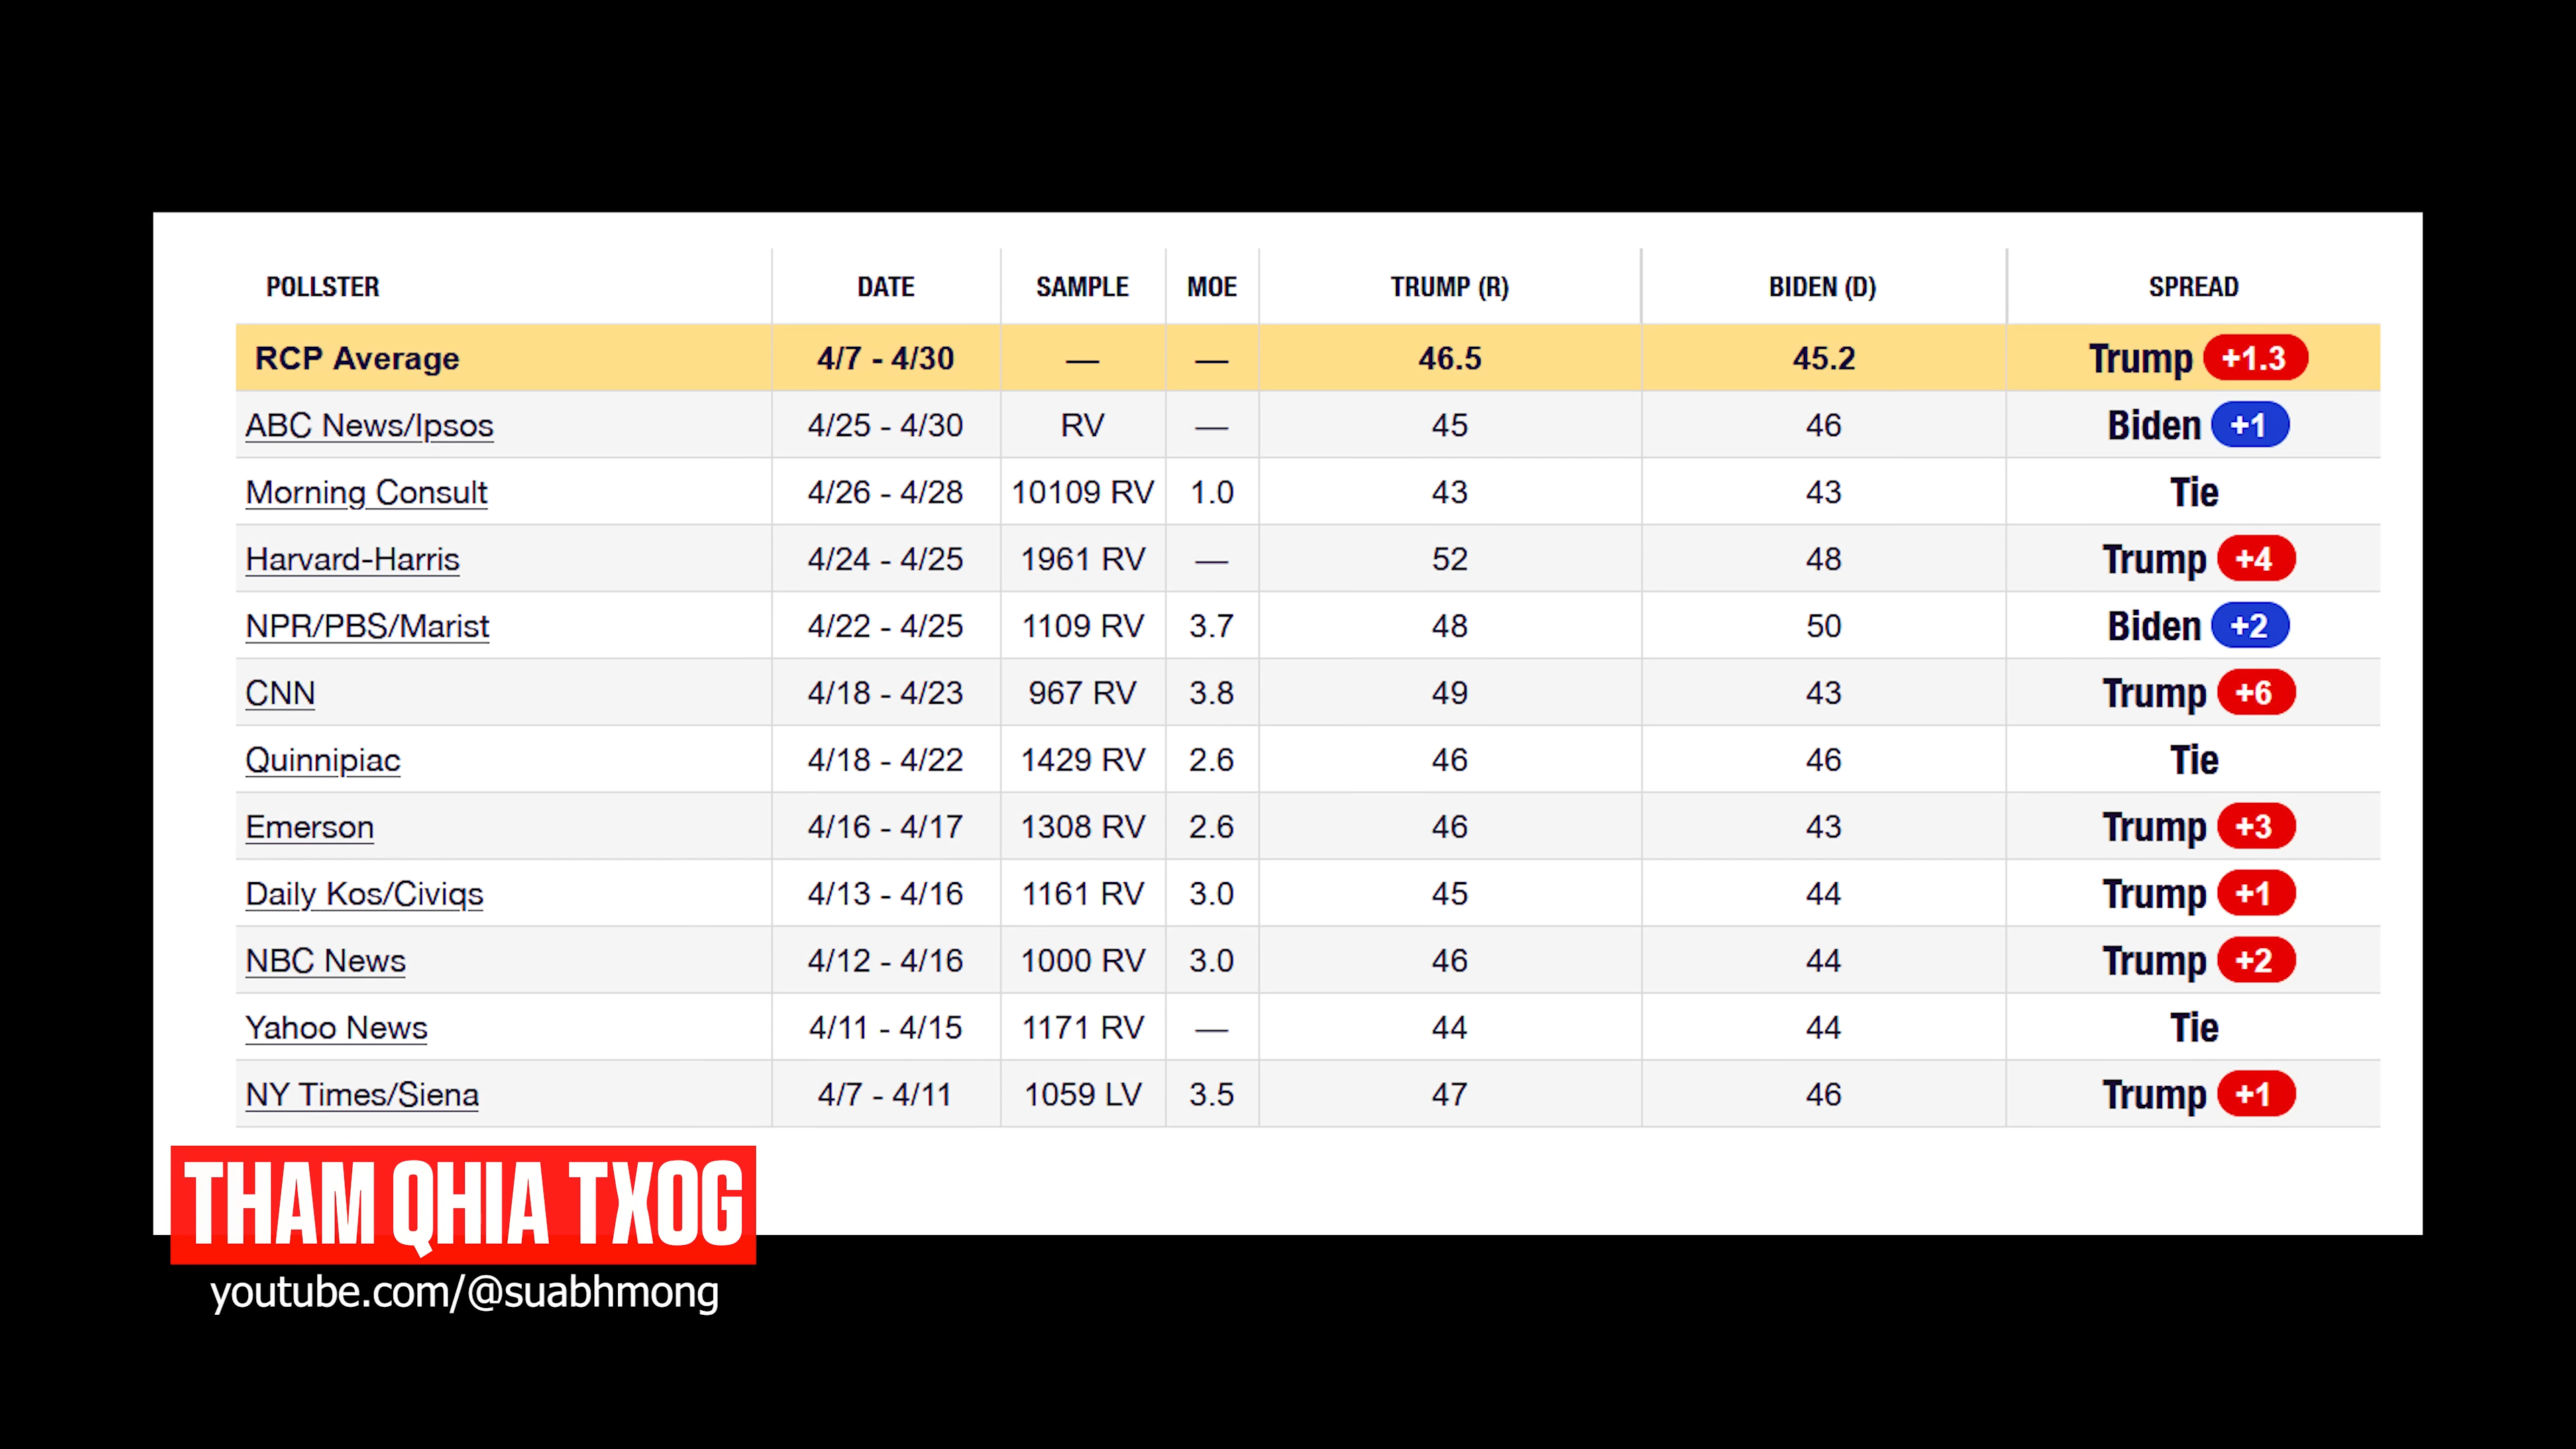 POLLSTER DATE SAMPLE MOE TRUMP (R) BIDEN (D) SPREAD
RCP Average 4/7 - 4/30 — — 46.5 45.2 Trump +1.3
ABC News/Ipsos 4/25 - 4/30 RV — 45 46 Biden +1
Morning Consult 4/26 - 4/28 10109 RV 1.0 43 43 Tie
Harvard-Harris 4/24 - 4/25 1961 RV — 52 48 Trump +4
NPR/PBS/Marist 4/22 - 4/25 1109 RV 3.7 48 50 Biden +2
CNN 4/18 - 4/23 967 RV 3.8 49 43 Trump +6
Quinnipiac 4/18 - 4/22 1429 RV 2.6 46 46 Tie
Emerson 4/16 - 4/17 1308 RV 2.6 46 43 Trump +3
Daily Kos/Civiqs 4/13 - 4/16 1161 RV 3.0 45 44 Trump +1
NBC News 4/12 - 4/16 1000 RV 3.0 46 44 Trump +2
Yahoo News 4/11 - 4/15 1171 RV — 44 44 Tie
NY Times/Siena 4/7 - 4/11 1059 LV 3.5 47 46 Trump +1
THAM QHIA TXOG
youtube.com/@suabhmong